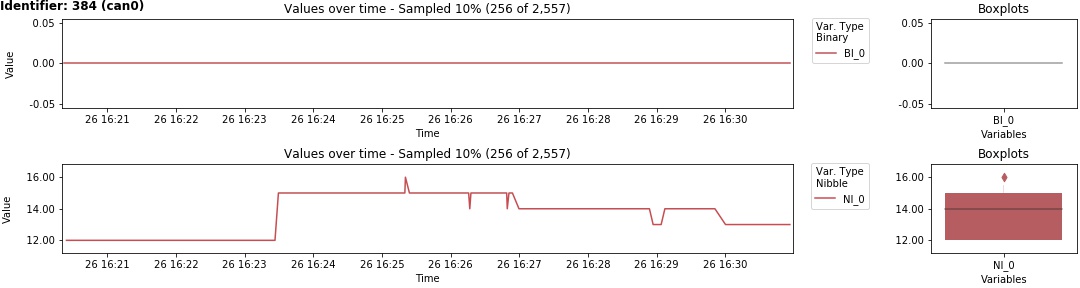 Identifier: 384 (can0)
Values over time - Sampled 10% (256 of 2,557)
Boxplots
Value
0.05
0.00
-0.05
26 16:21 26 16:22 26 16:23 26 16:24 26 16:25 26 16:26 26 16:27 26 16:28 26 16:29 26 16:30
Time
Var. Type
Binary
BI_0
0.05
0.00
-0.05
BI_0
Variables
Values over time - Sampled 10% (256 of 2,557)
Boxplots
Value
16.00
14.00
12.00
26 16:21 26 16:22 26 16:23 26 16:24 26 16:25 26 16:26 26 16:27 26 16:28 26 16:29 26 16:30
Time
Var. Type
Nibble
NI_0
16.00
14.00
12.00
NI_0
Variables